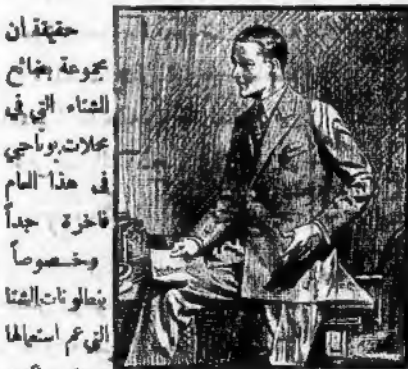 حقيقة أن
مجموعة بضائع
الشتاء التي في
محلات بوناجي
في هذا العام
فاخرة جداً
وخصوصاً
بنطلونات الشتا
التي عم استعمالها